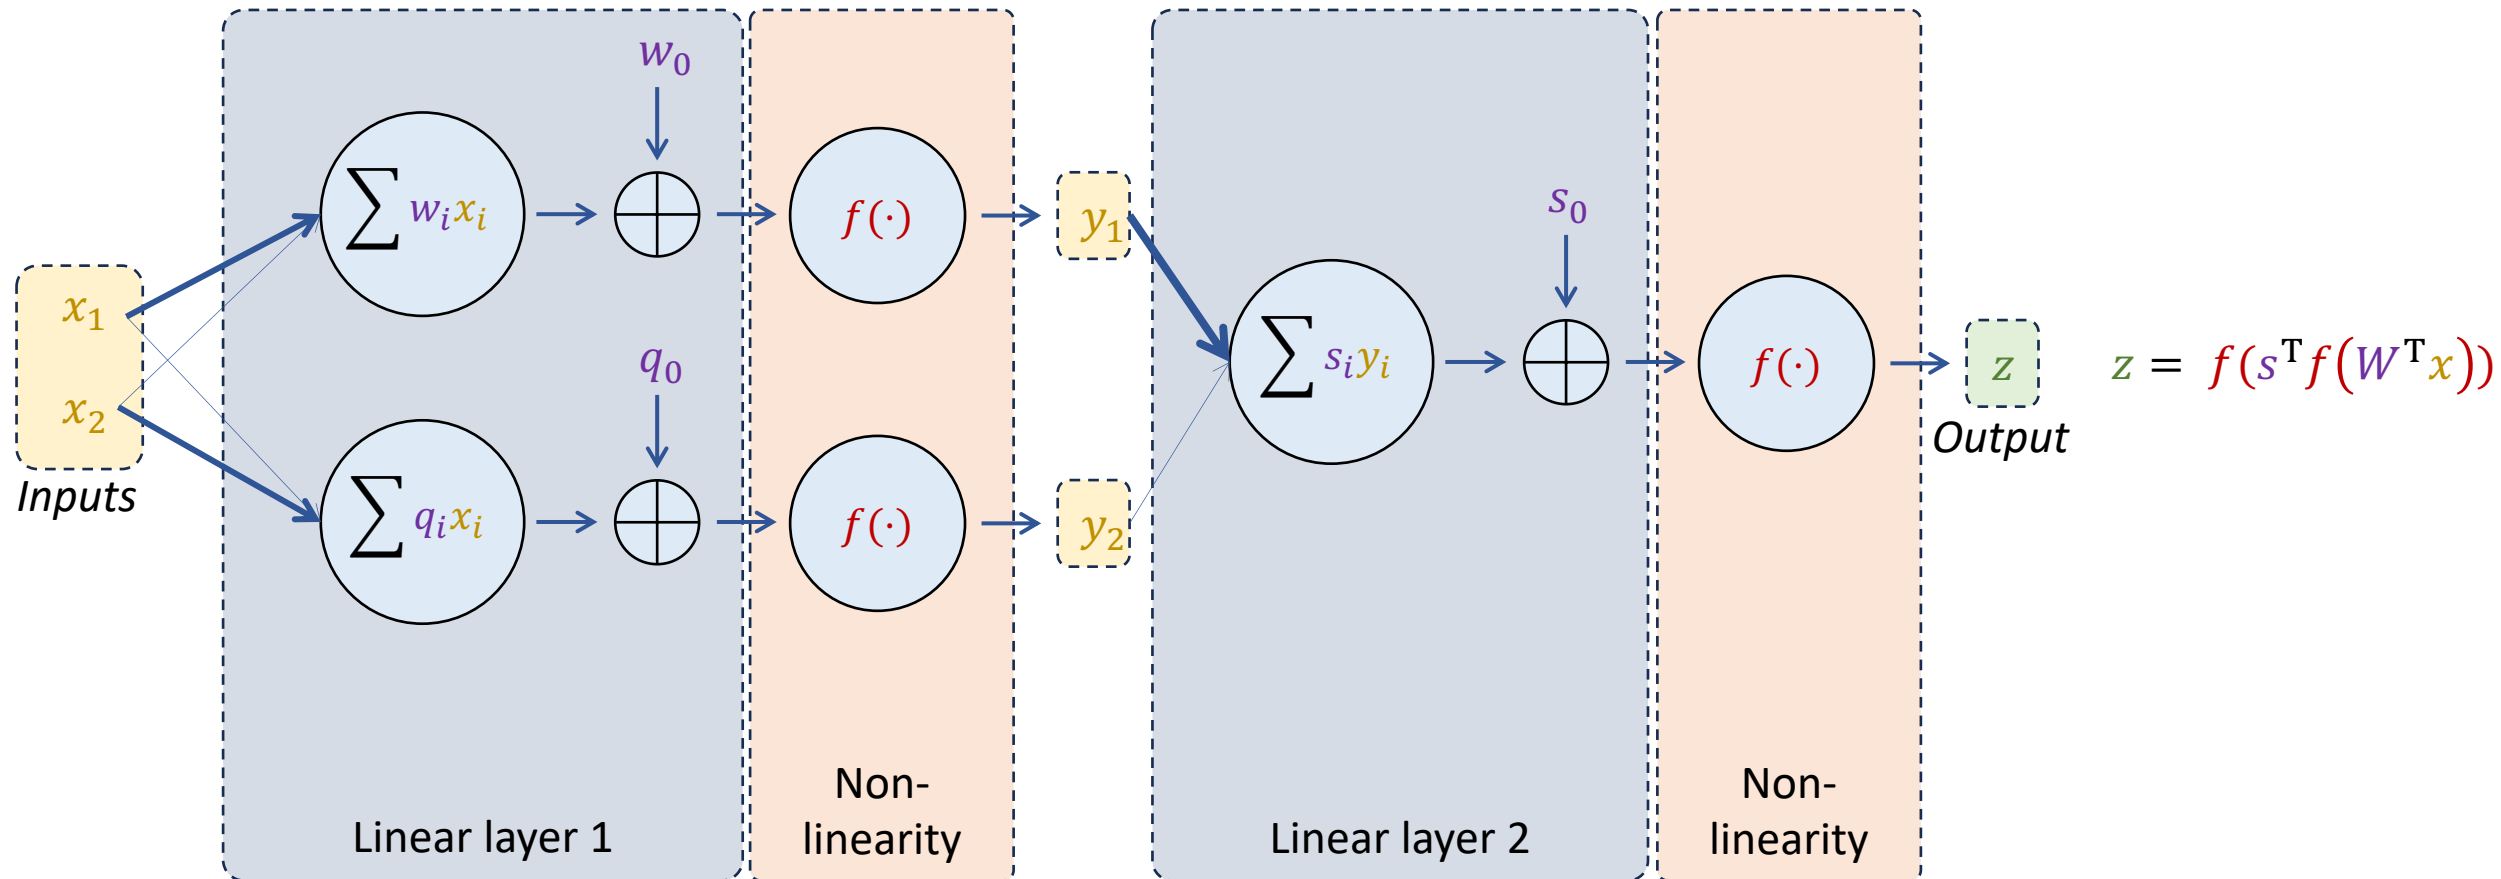 w₀
∑ wᵢxᵢ
f(·)
y₁
s₀
x₁
x₂
Inputs
q₀
∑ sᵢyᵢ
f(·)
z
Output
z = f(sᵀf(Wᵀx))
∑ qᵢxᵢ
f(·)
y₂
Linear layer 1
Non-
linearity
Linear layer 2
Non-
linearity